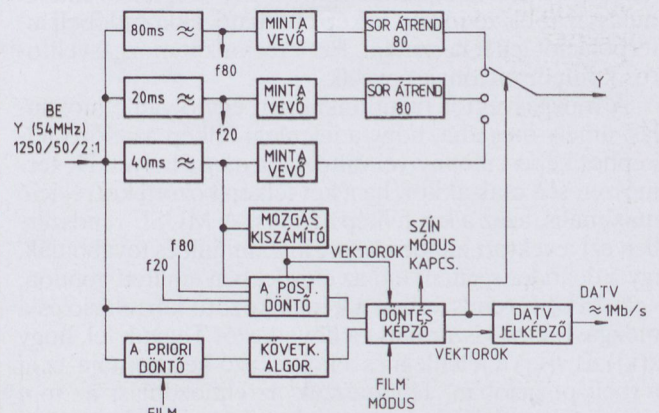 80ms ≈
MINTA
VEVŐ
SOR ÁTREND
80
f80
20ms ≈
MINTA
VEVŐ
SOR ÁTREND
80
Y
BE
Y (54MHz)
1250/50/2:1
f20
40ms ≈
MINTA
VEVŐ
MOZGÁS
KISZÁMÍTÓ
VEKTOROK
SZÍN
MÓDUS
KAPCS.
f80
f20
A POST.
DÖNTŐ
DÖNTÉS
KÉPZŐ
DATV
JELKÉPZŐ
DATV
≈1Mb/s
VEKTOROK
A PRIORI
DÖNTŐ
KÖVETK.
ALGOR.
FILM
MÓDUS
FILM